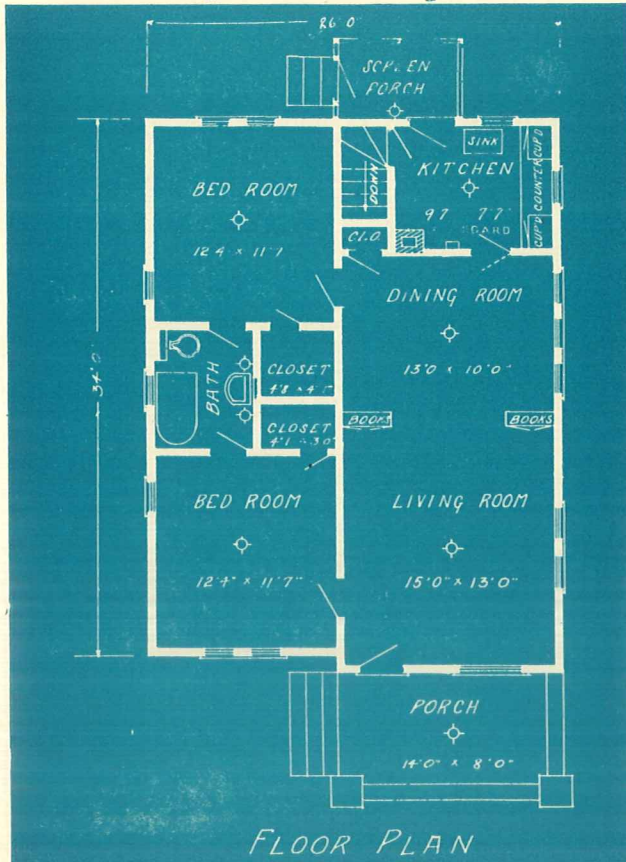 26'0"
SCREEN
PORCH
SINK
CUP'D
KITCHEN
DOWN
COUNTER
BED ROOM
9'7" 7'7"
CUP'D
CLO.
12'4" × 11'7"
DINING ROOM
34'0"
13'0 × 10'0"
CLOSET
4'8 × 4'
BATH
BOOKS
BOOKS
CLOSET
4'1 × 3'0"
BED ROOM
LIVING ROOM
12'4" × 11'7"
15'0" × 13'0"
PORCH
14'0" × 8'0"
FLOOR PLAN